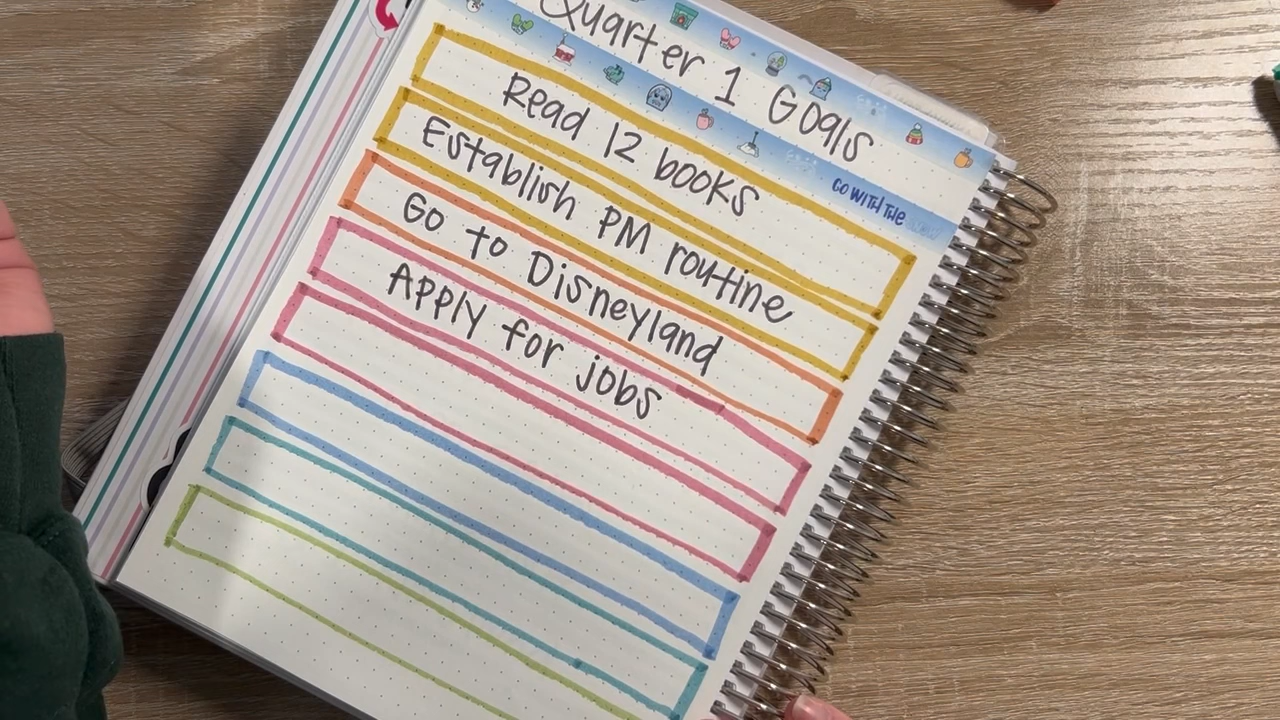 Quarter 1 Goals
GO WITH THE
Read 12 books
Establish PM routine
Go to Disneyland
Apply for jobs